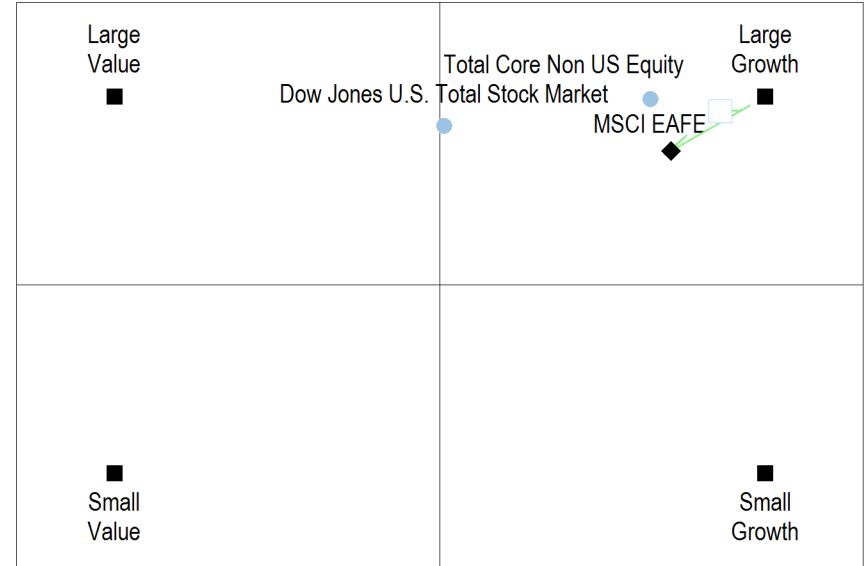 Large
Value
Large
Growth
Total Core Non US Equity
Dow Jones U.S. Total Stock Market
MSCI EAFE
Small
Value
Small
Growth